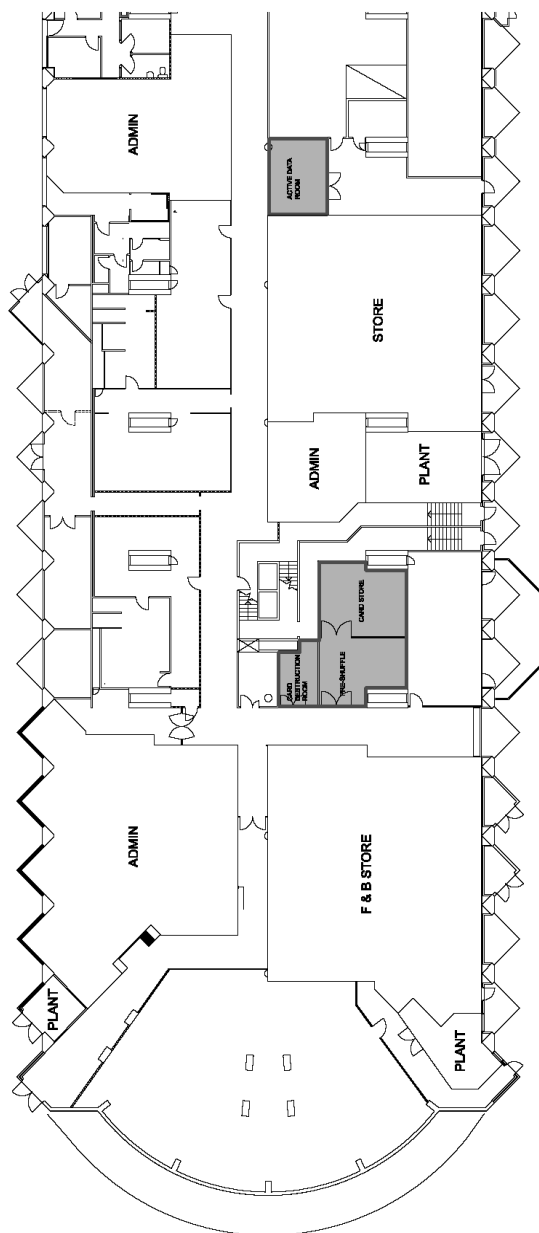 ADMIN
ACTIVE DATA
ROOM
STORE
ADMIN
PLANT
CARD STORE
PRE-SHUFFLE
CARD
DESTRUCTION
ROOM
ADMIN
F & B STORE
PLANT
PLANT